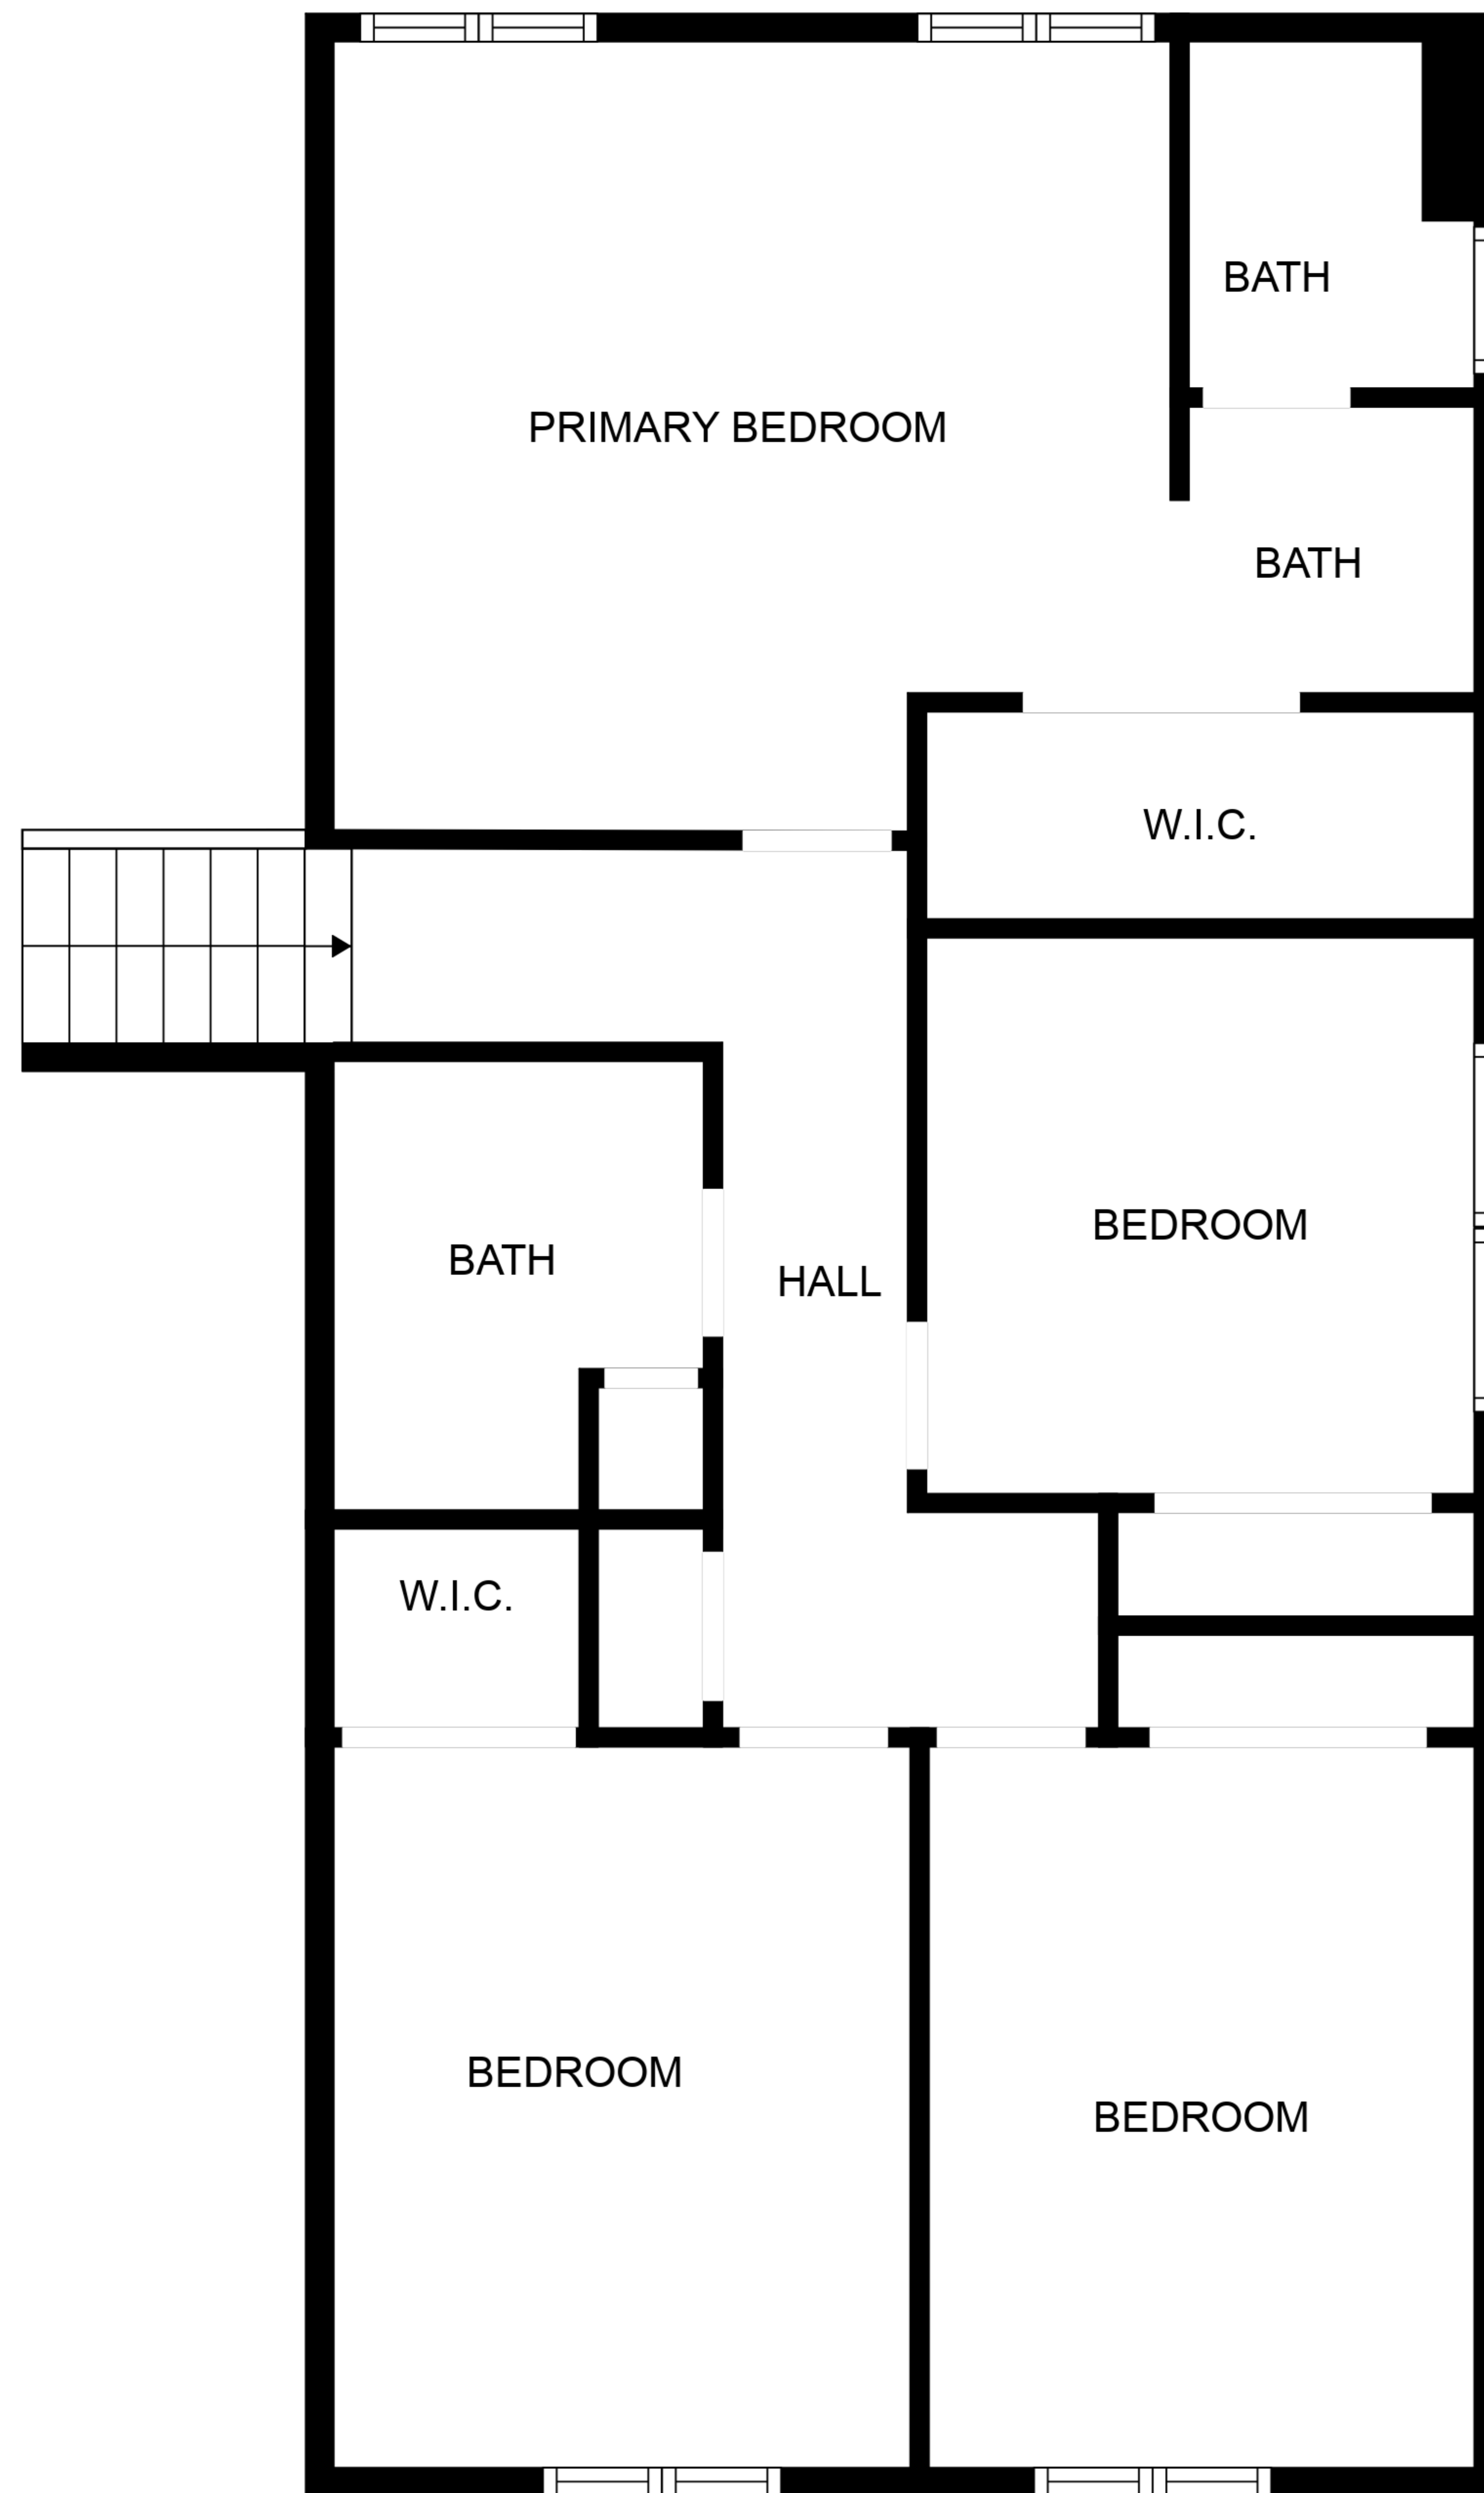 BATH
PRIMARY BEDROOM
BATH
W.I.C.
BEDROOM
BATH
HALL
W.I.C.
BEDROOM
BEDROOM